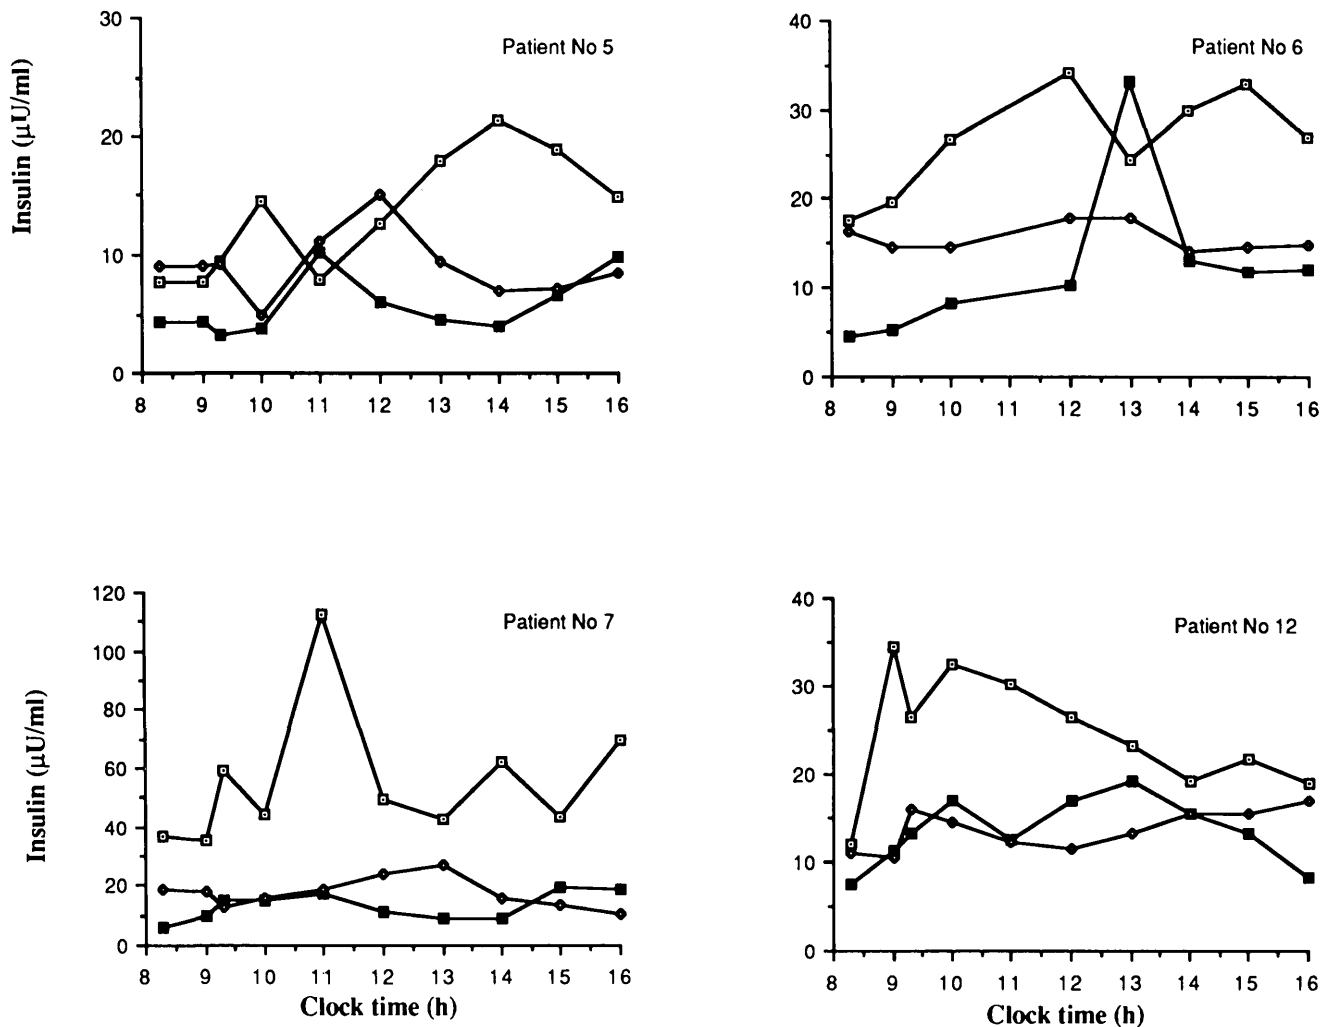 Patient No 5
Insulin (µU/ml)
30
20
10
0
8 9 10 11 12 13 14 15 16
Patient No 6
40
30
20
10
0
8 9 10 11 12 13 14 15 16
Patient No 7
Insulin (µU/ml)
120
100
80
60
40
20
0
8 9 10 11 12 13 14 15 16
Clock time (h)
Patient No 12
40
30
20
10
0
8 9 10 11 12 13 14 15 16
Clock time (h)